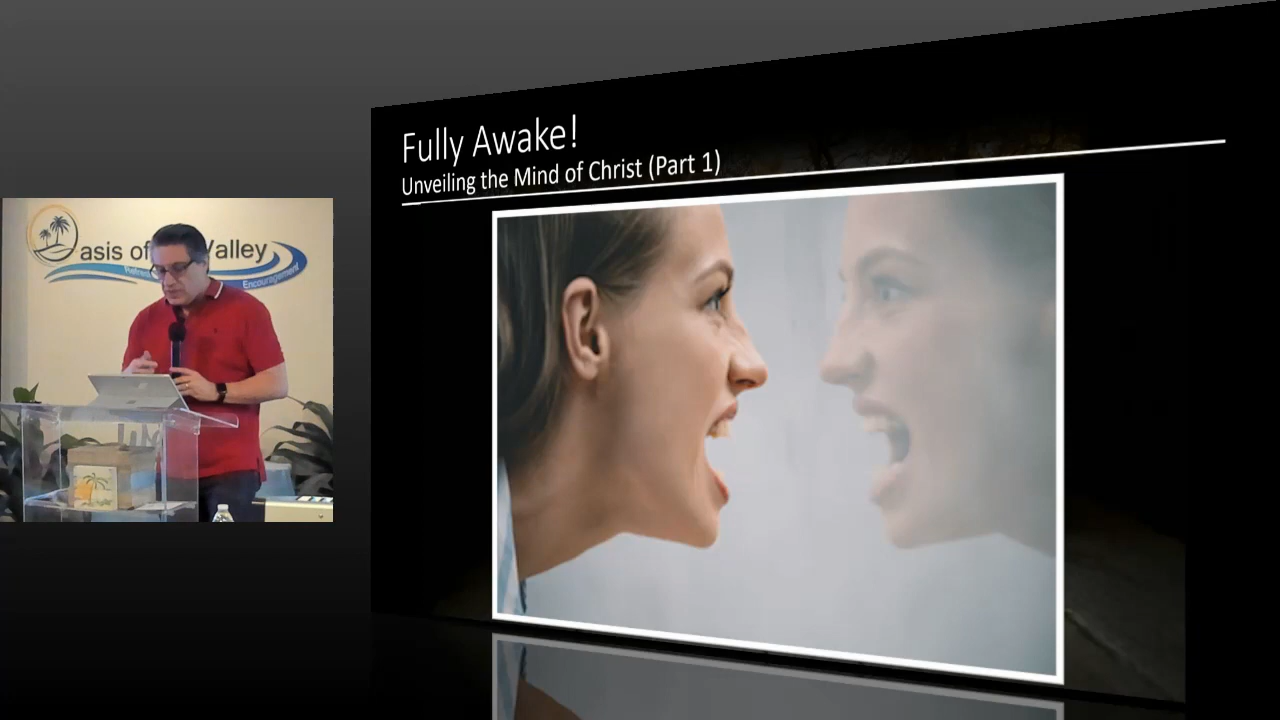 Fully Awake!
Unveiling the Mind of Christ (Part 1)
asis of Valley
Encouragement